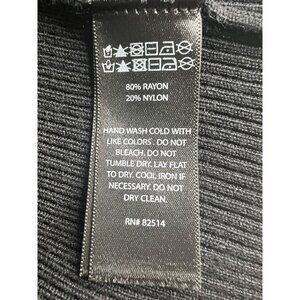 80% RAYON
20% NYLON
HAND WASH COLD WITH
LIKE COLORS. DO NOT
BLEACH. DO NOT
TUMBLE DRY. LAY FLAT
TO DRY. COOL IRON IF
NECESSARY. DO NOT
DRY CLEAN.
RN# 82514